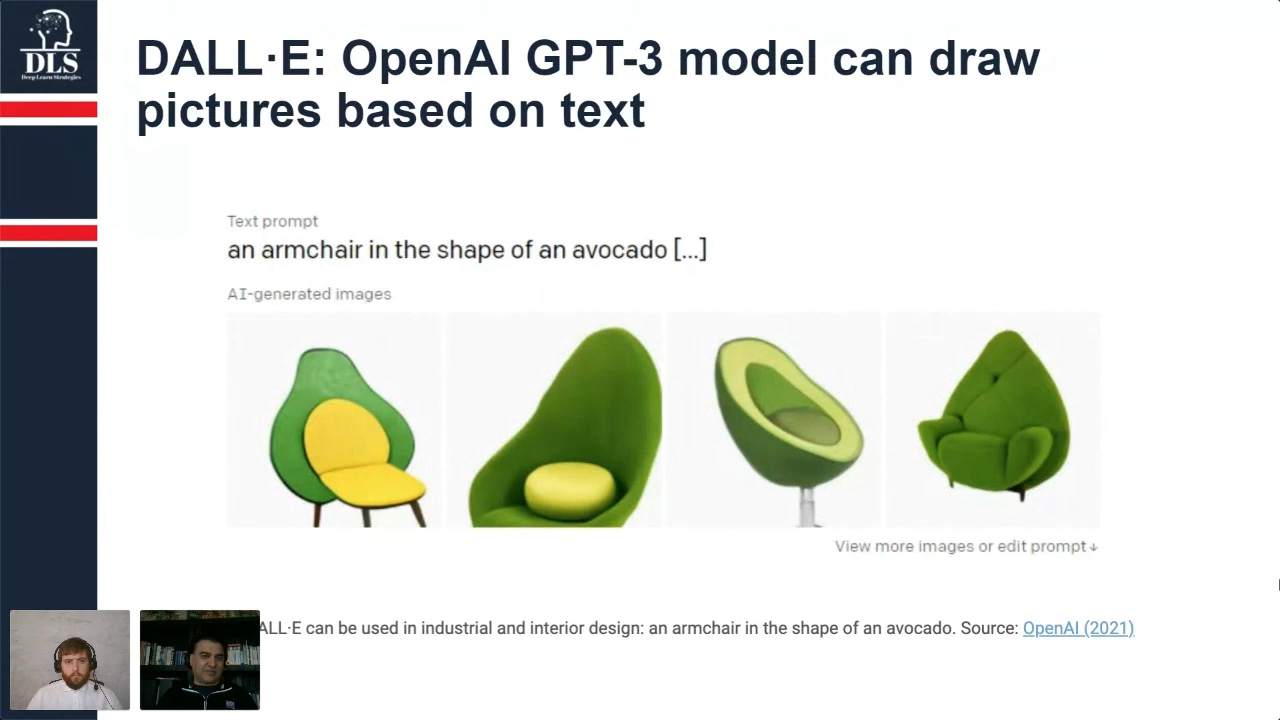 DLS
Deep Learn Strategies
DALL·E: OpenAI GPT-3 model can draw
pictures based on text
Text prompt
an armchair in the shape of an avocado [...]
AI-generated images
View more images or edit prompt↓
ALL·E can be used in industrial and interior design: an armchair in the shape of an avocado. Source: OpenAI (2021)